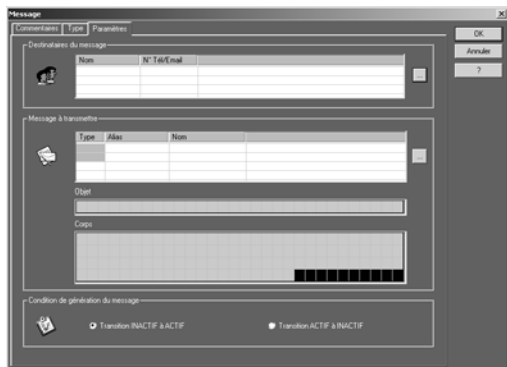 Message
Commentaires Type Paramètres
OK
Annuler
?
Destinataires du message
Nom N° Tél/Email
...
Message à transmettre
Type Alias Nom
...
Objet
Corps
Condition de génération du message
Transition INACTIF à ACTIF Transition ACTIF à INACTIF